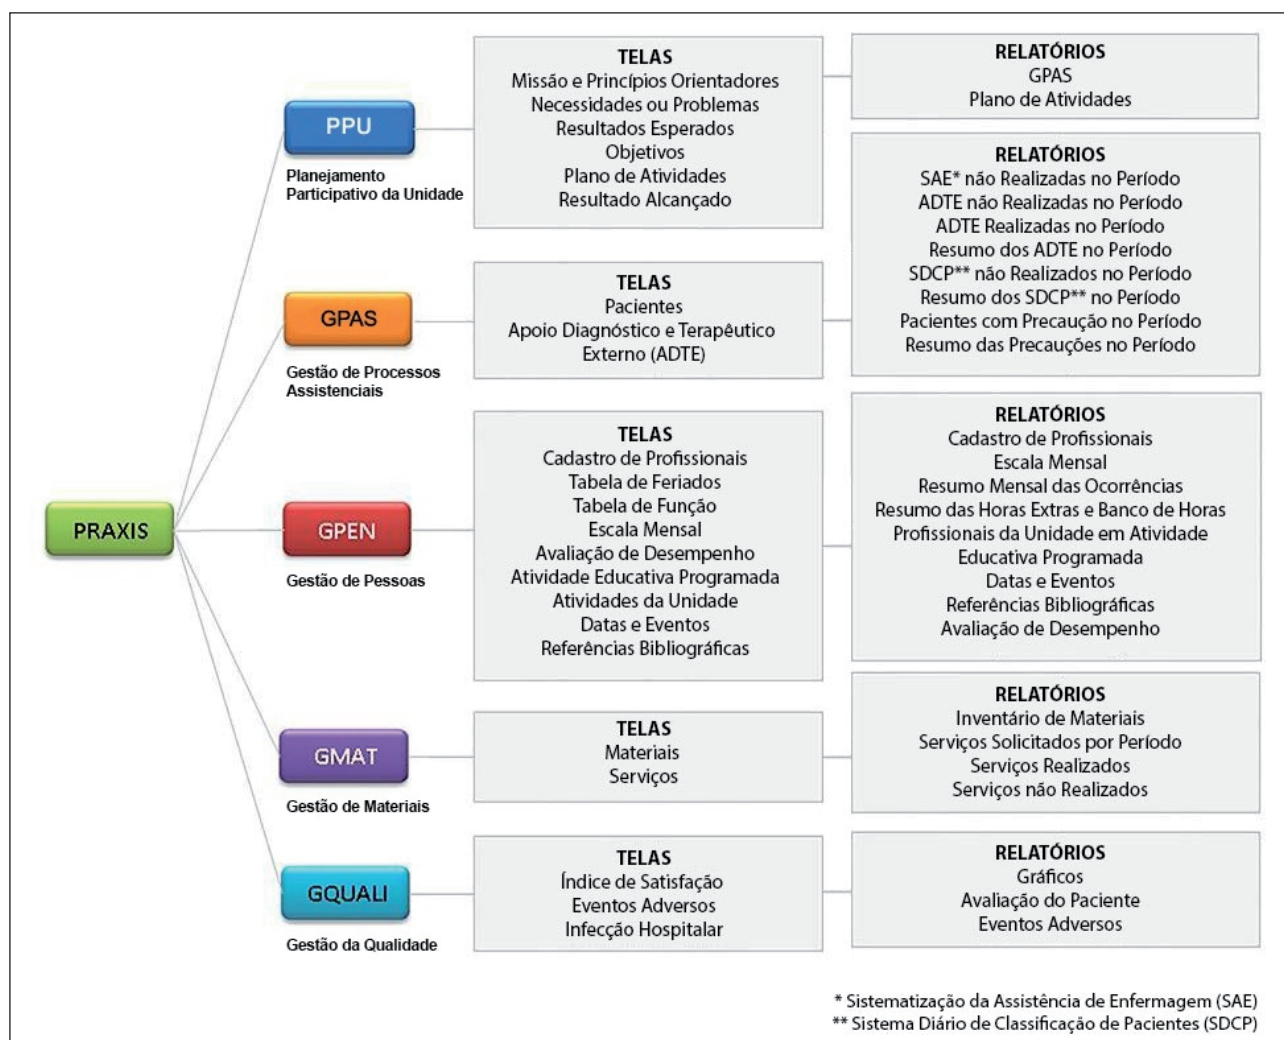 PRAXIS
PPU
Planejamento
Participativo da Unidade
TELAS
Missão e Princípios Orientadores
Necessidades ou Problemas
Resultados Esperados
Objetivos
Plano de Atividades
Resultado Alcançado
RELATÓRIOS
GPAS
Plano de Atividades
GPAS
Gestão de Processos
Assistenciais
TELAS
Pacientes
Apoio Diagnóstico e Terapêutico
Externo (ADTE)
RELATÓRIOS
SAE* não Realizadas no Período
ADTE não Realizadas no Período
ADTE Realizadas no Período
Resumo dos ADTE no Período
SDCP** não Realizados no Período
Resumo dos SDCP** no Período
Pacientes com Precaução no Período
Resumo das Precauções no Período
GPEN
Gestão de Pessoas
TELAS
Cadastro de Profissionais
Tabela de Feriados
Tabela de Função
Escala Mensal
Avaliação de Desempenho
Atividade Educativa Programada
Atividades da Unidade
Datas e Eventos
Referências Bibliográficas
RELATÓRIOS
Cadastro de Profissionais
Escala Mensal
Resumo Mensal das Ocorrências
Resumo das Horas Extras e Banco de Horas
Profissionais da Unidade em Atividade
Educativa Programada
Datas e Eventos
Referências Bibliográficas
Avaliação de Desempenho
GMAT
Gestão de Materiais
TELAS
Materiais
Serviços
RELATÓRIOS
Inventário de Materiais
Serviços Solicitados por Período
Serviços Realizados
Serviços não Realizados
GQUALI
Gestão da Qualidade
TELAS
Índice de Satisfação
Eventos Adversos
Infecção Hospitalar
RELATÓRIOS
Gráficos
Avaliação do Paciente
Eventos Adversos
* Sistematização da Assistência de Enfermagem (SAE)
** Sistema Diário de Classificação de Pacientes (SDCP)